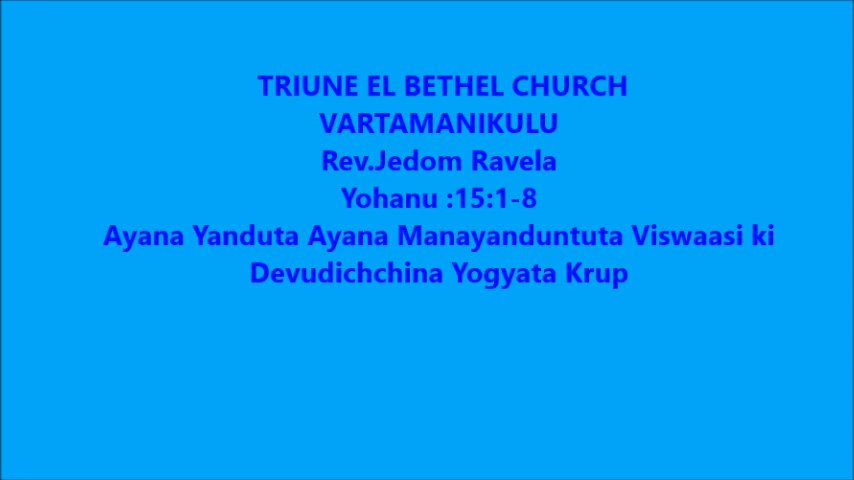 TRIUNE EL BETHEL CHURCH
VARTAMANIKULU
Rev.Jedom Ravela
Yohanu :15:1-8
Ayana Yanduta Ayana Manayanduntuta Viswaasi ki
Devudichchina Yogyata Krup